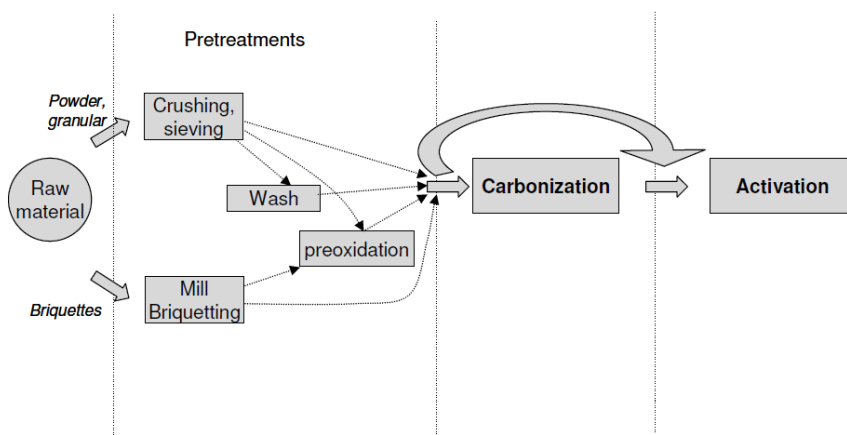 Pretreatments
Powder,
granular
Crushing,
sieving
Raw
material
Wash
Carbonization
Activation
preoxidation
Briquettes
Mill
Briquetting